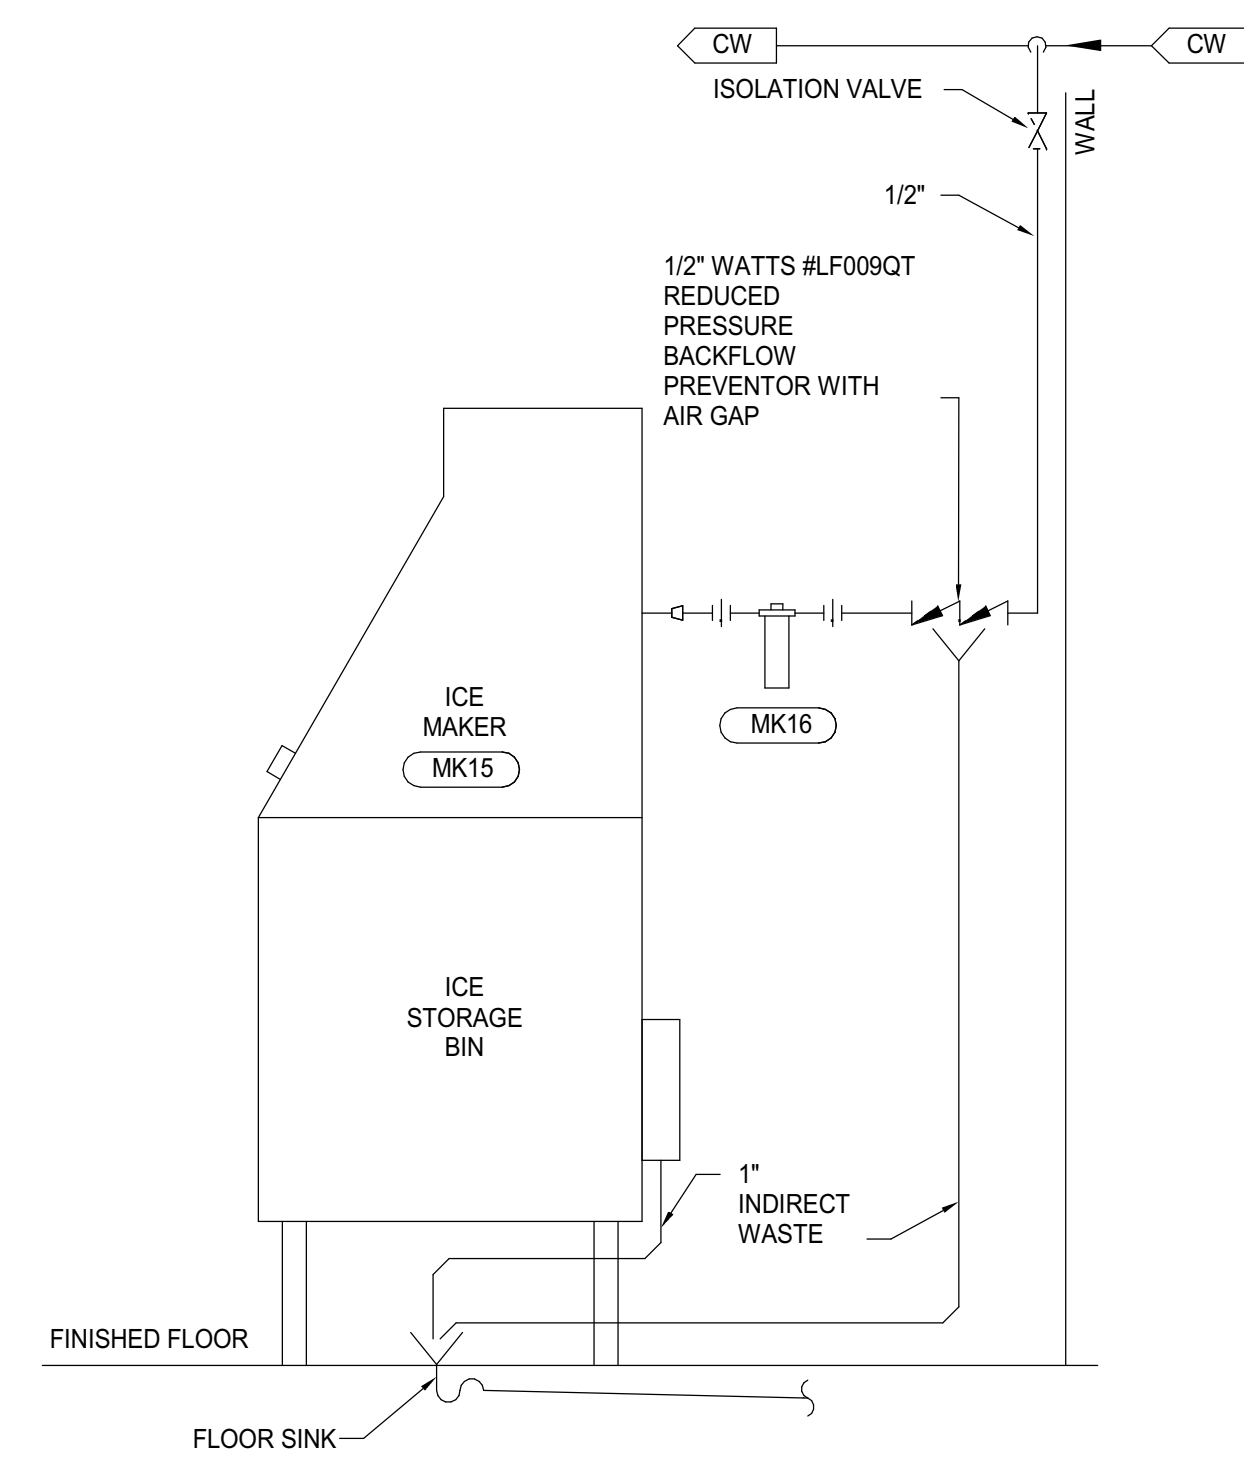 CW
CW
ISOLATION VALVE
WALL
1/2"
1/2" WATTS #LF009QT
REDUCED
PRESSURE
BACKFLOW
PREVENTOR WITH
AIR GAP
ICE
MAKER
MK15
MK16
ICE
STORAGE
BIN
1"
INDIRECT
WASTE
FINISHED FLOOR
FLOOR SINK